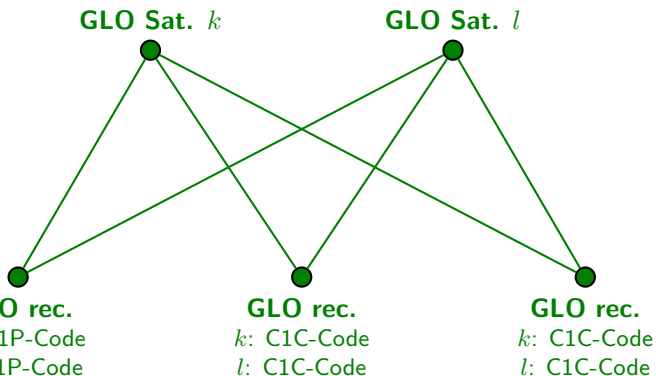 GLO Sat. k GLO Sat. l
O rec. GLO rec. GLO rec.
1P-Code k: C1C-Code k: C1C-Code
1P-Code l: C1C-Code l: C1C-Code